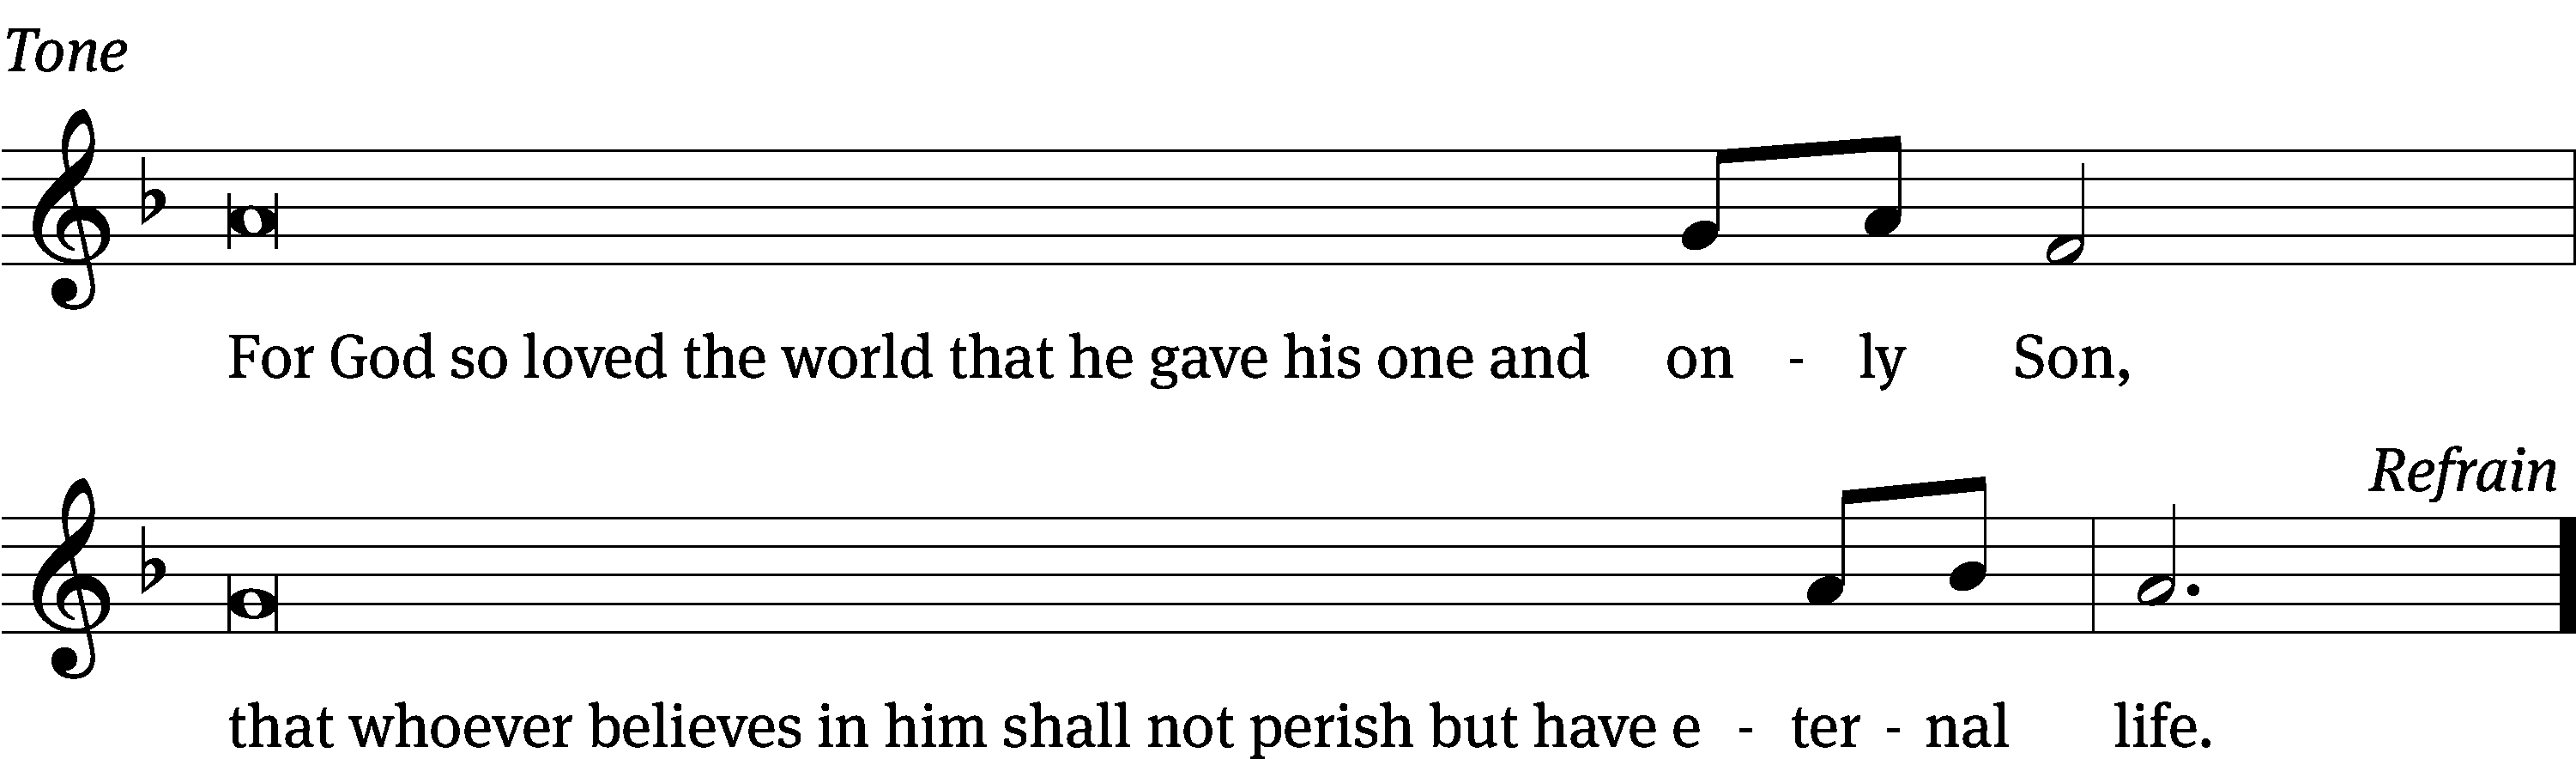 Tone
For God so loved the world that he gave his one and on - ly Son,
Refrain
that whoever believes in him shall not perish but have e - ter - nal life.